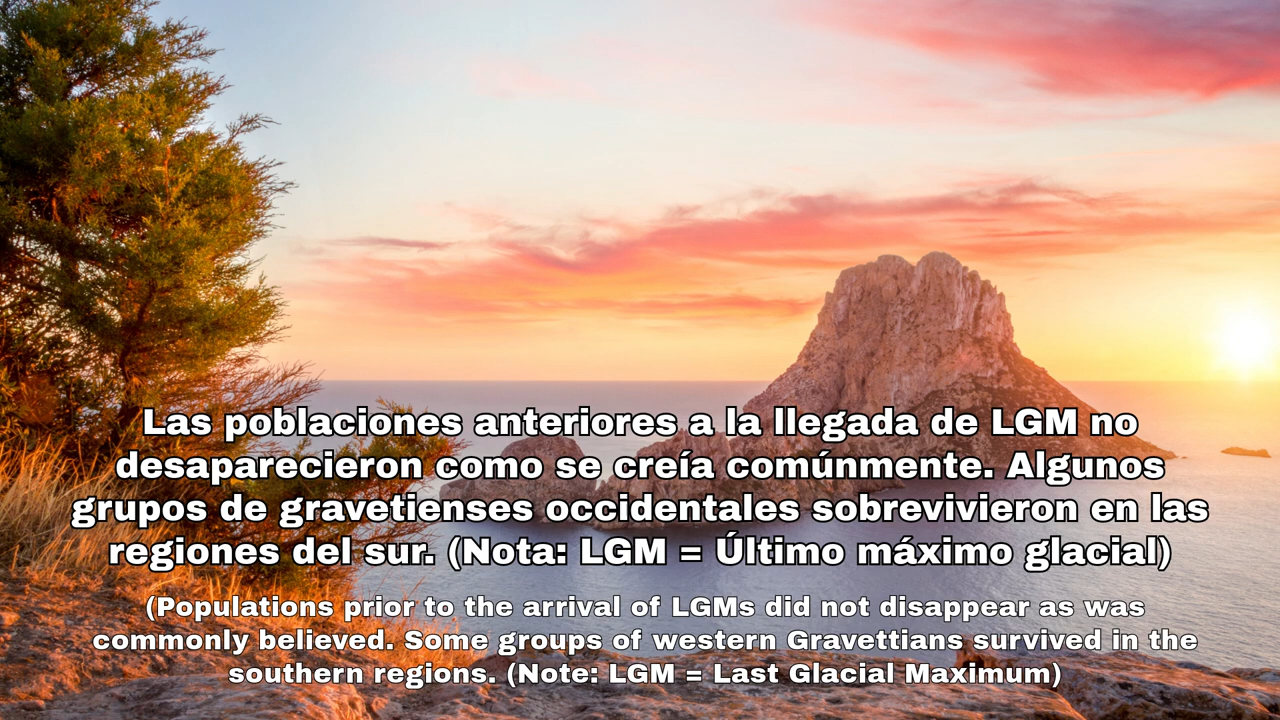 Las poblaciones anteriores a la llegada de LGM no
desaparecieron como se creía comúnmente. Algunos
grupos de gravetienses occidentales sobrevivieron en las
regiones del sur. (Nota: LGM = Último máximo glacial)
(Populations prior to the arrival of LGMs did not disappear as was
commonly believed. Some groups of western Gravettians survived in the
southern regions. (Note: LGM = Last Glacial Maximum)